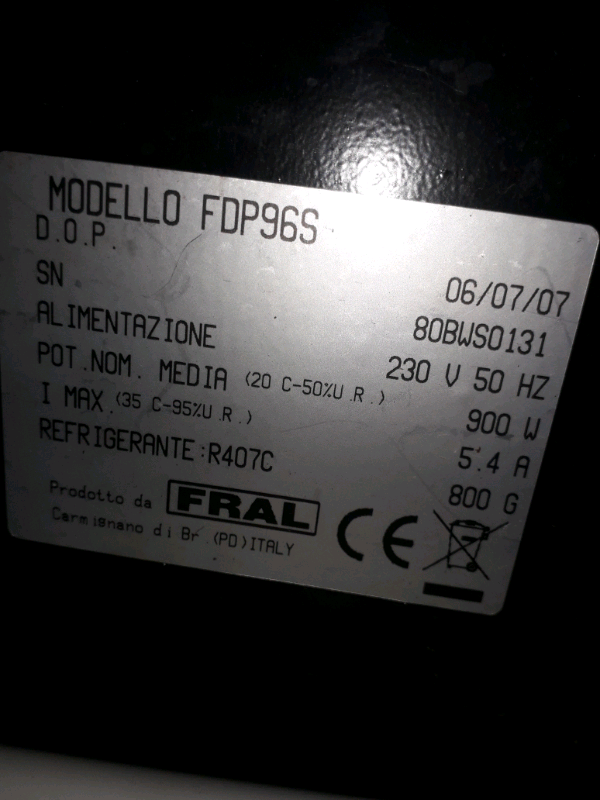 MODELLO FDP96S
D.O.P. 06/07/07
SN. 80BWS0131
ALIMENTAZIONE 230 V 50 HZ
POT.NOM. MEDIA (20 C-50%U.R.) 900 W
I MAX (35 C-95%U.R.) 5.4 A
REFRIGERANTE:R407C 800 G
Prodotto da FRAL
Carmignano di Br.(PD)ITALY
CE